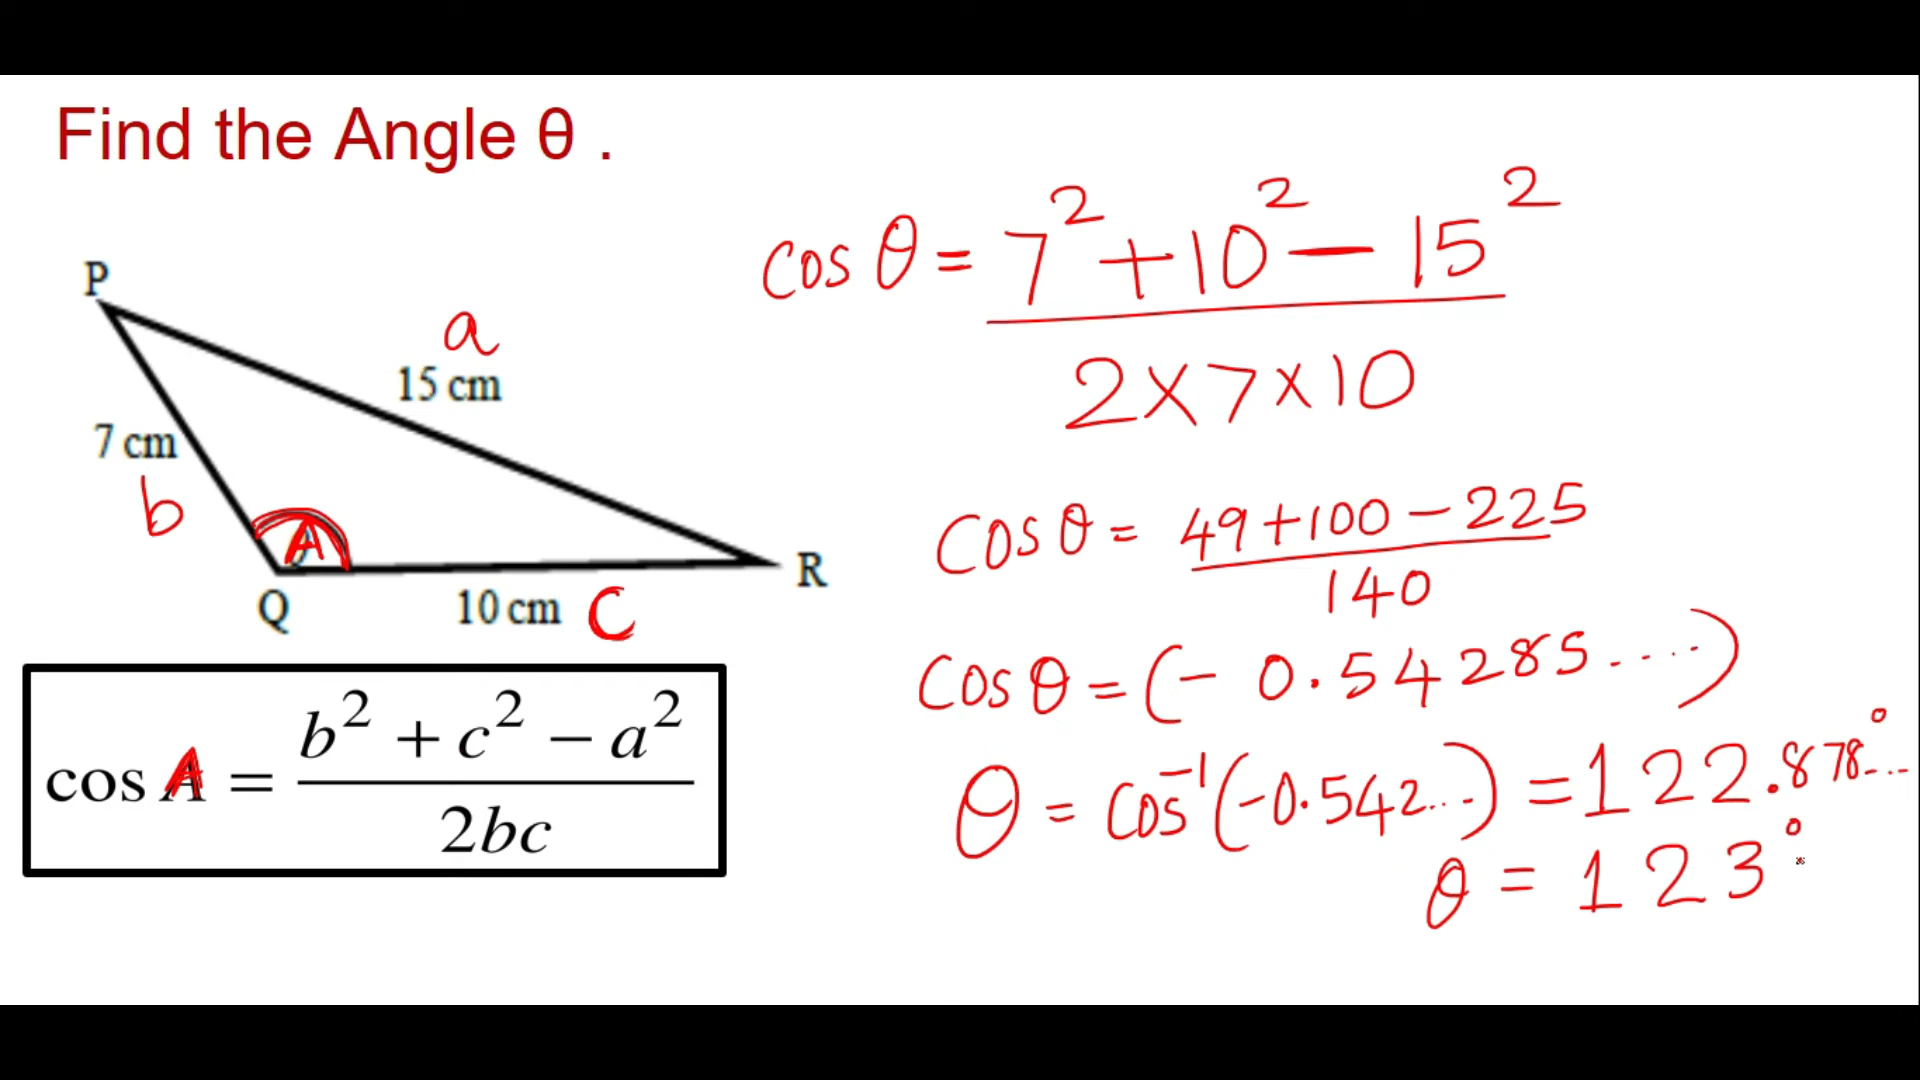 Find the Angle θ .
P
a
15 cm
7 cm
b
A
R
Q
10 cm C
cos A = b² + c² − a² / 2bc
cos θ = 7² + 10² − 15²
2 × 7 × 10
cos θ = 49 + 100 − 225
140
cos θ = (− 0.54285....)
θ = cos⁻¹(−0.542...) = 122.878°...
θ = 123°